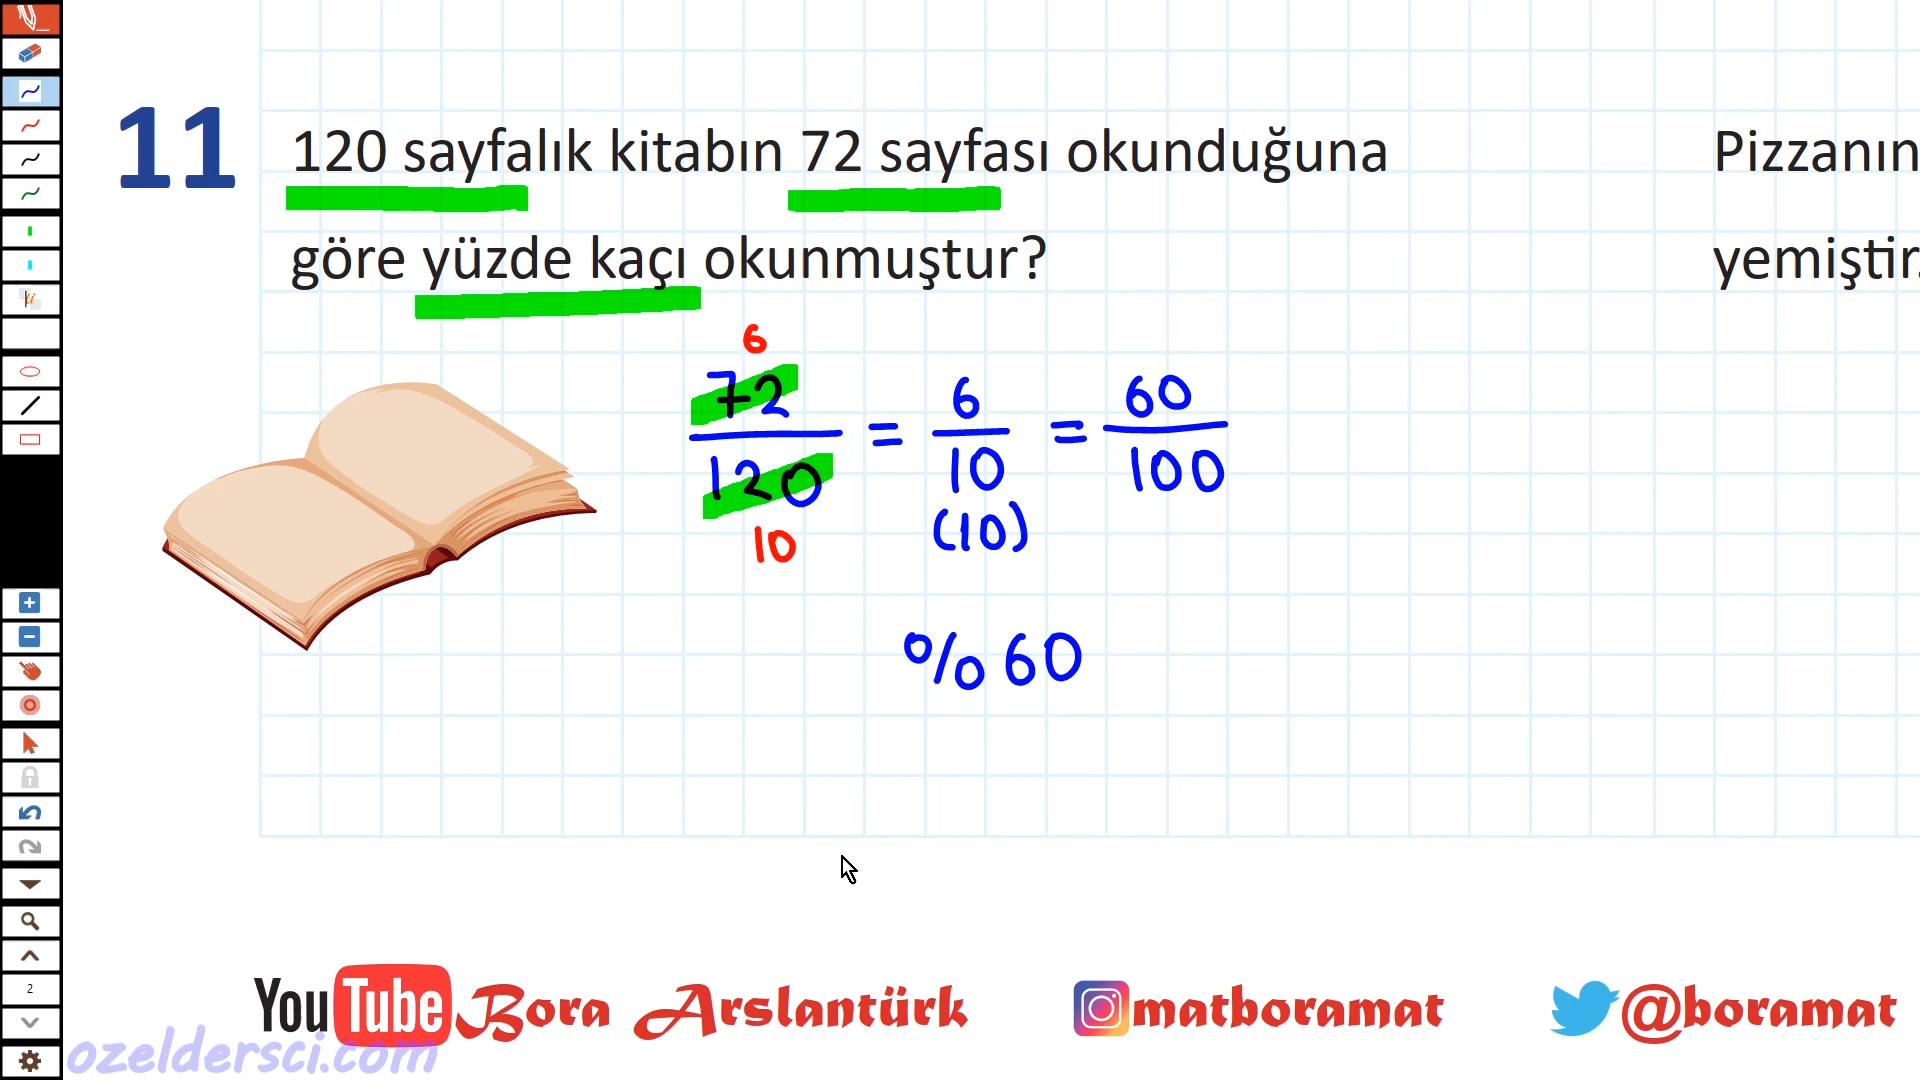 11
120 sayfalık kitabın 72 sayfası okunduğuna
göre yüzde kaçı okunmuştur?
Pizzanın
yemiştir.
6
72/120 = 6/10 = 60/100
10
(10)
%60
2
YouTube Bora Arslantürk
matboramat
@boramat
ozeldersci.com